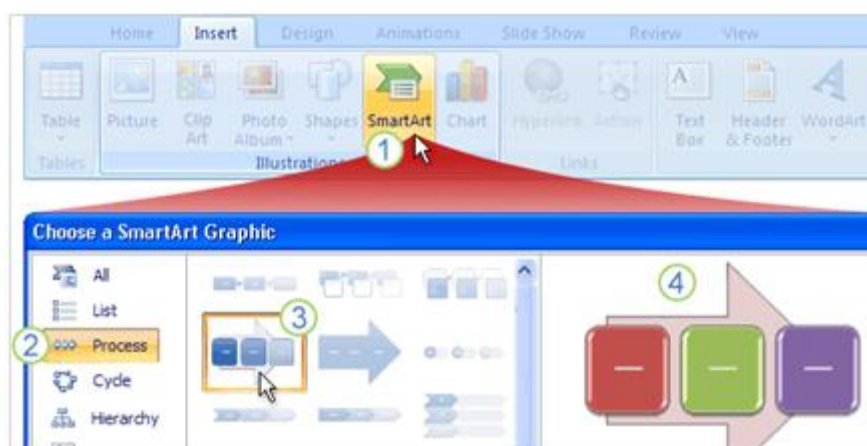 Home Insert Design Animations Slide Show Review View
Table Picture Clip Art Photo Album Shapes SmartArt Chart Hyperlink Action Text Box Header & Footer WordArt
Tables Illustrations Links
1
Choose a SmartArt Graphic
All
List
2 Process
Cycle
Hierarchy
3
4